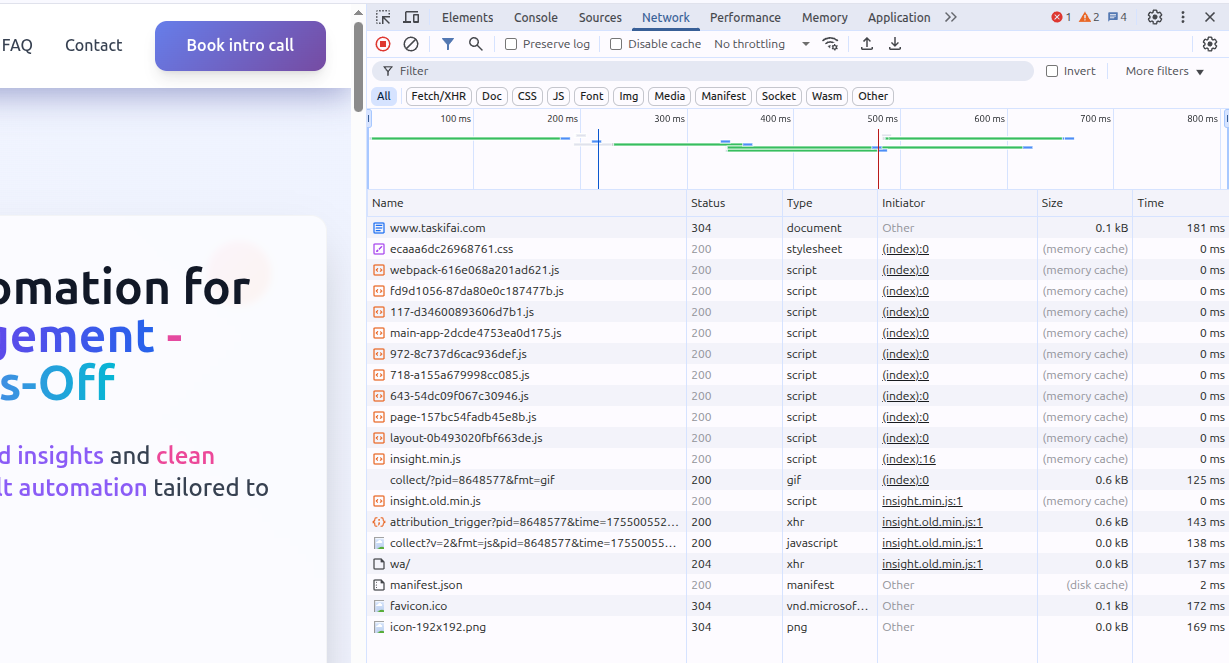 FAQ Contact Book intro call
omation for
gement -
s-Off
d insights and clean
lt automation tailored to
Elements Console Sources Network Performance Memory Application 1 2 4
Preserve log Disable cache No throttling
Filter Invert More filters
All Fetch/XHR Doc CSS JS Font Img Media Manifest Socket Wasm Other
100 ms 200 ms 300 ms 400 ms 500 ms 600 ms 700 ms 800 ms
Name Status Type Initiator Size Time
www.taskifai.com 304 document Other 0.1 kB 181 ms
ecaaa6dc26968761.css 200 stylesheet (index):0 (memory cache) 0 ms
webpack-616e068a201ad621.js 200 script (index):0 (memory cache) 0 ms
fd9d1056-87da80e0c187477b.js 200 script (index):0 (memory cache) 0 ms
117-d34600893606d7b1.js 200 script (index):0 (memory cache) 0 ms
main-app-2dcde4753ea0d175.js 200 script (index):0 (memory cache) 0 ms
972-8c737d6cac936def.js 200 script (index):0 (memory cache) 0 ms
718-a155a679998cc085.js 200 script (index):0 (memory cache) 0 ms
643-54dc09f067c30946.js 200 script (index):0 (memory cache) 0 ms
page-157bc54fadb45e8b.js 200 script (index):0 (memory cache) 0 ms
layout-0b493020fbf663de.js 200 script (index):0 (memory cache) 0 ms
insight.min.js 200 script (index):16 (memory cache) 0 ms
collect/?pid=8648577&fmt=gif 200 gif (index):0 0.6 kB 125 ms
insight.old.min.js 200 script insight.min.js:1 (memory cache) 0 ms
attribution_trigger?pid=8648577&time=175500552... 200 xhr insight.old.min.js:1 0.6 kB 143 ms
collect?v=2&fmt=js&pid=8648577&time=17550055... 200 javascript insight.old.min.js:1 0.0 kB 138 ms
wa/ 204 xhr insight.old.min.js:1 0.0 kB 137 ms
manifest.json 200 manifest Other (disk cache) 2 ms
favicon.ico 304 vnd.microsof... Other 0.1 kB 172 ms
icon-192x192.png 304 png Other 0.0 kB 169 ms